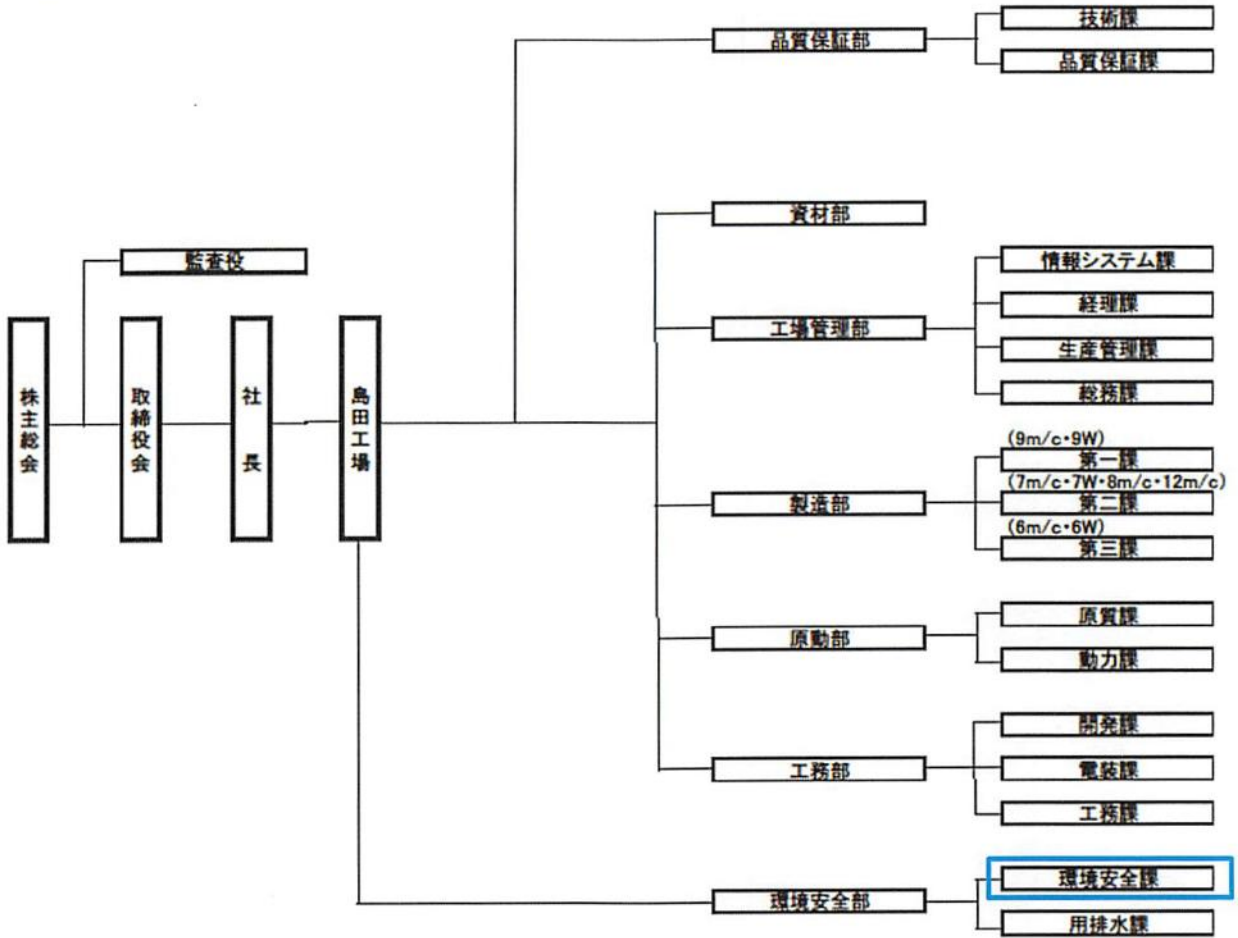 技術課
品質保証部
品質保証課
資材部
監査役
情報システム課
経理課
工場管理部
生産管理課
総務課
株主総会
取締役会
社長
島田工場
(9m/c・9W)
第一課
(7m/c・7W・8m/c・12m/c)
製造部
第二課
(6m/c・6W)
第三課
原質課
原動部
動力課
開発課
工務部
電装課
工務課
環境安全課
環境安全部
用排水課